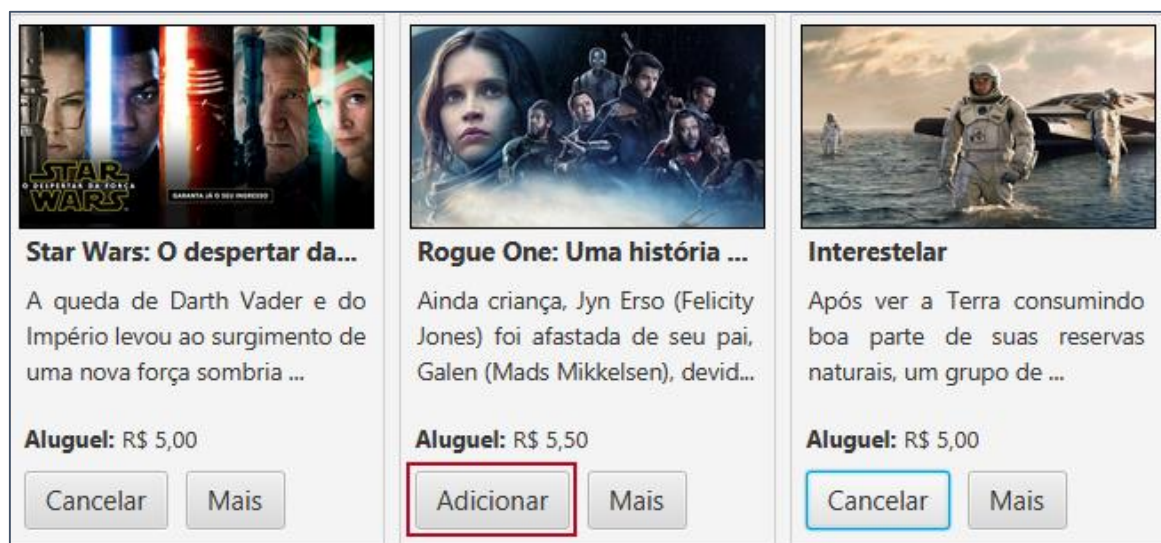 STAR
O DESPERTAR DA FORÇA
WARS
GARANTA JÁ O SEU INGRESSO
Star Wars: O despertar da...
A queda de Darth Vader e do
Império levou ao surgimento de
uma nova força sombria ...
Aluguel: R$ 5,00
Cancelar
Mais
Rogue One: Uma história ...
Ainda criança, Jyn Erso (Felicity
Jones) foi afastada de seu pai,
Galen (Mads Mikkelsen), devid...
Aluguel: R$ 5,50
Adicionar
Mais
Interestelar
Após ver a Terra consumindo
boa parte de suas reservas
naturais, um grupo de ...
Aluguel: R$ 5,00
Cancelar
Mais